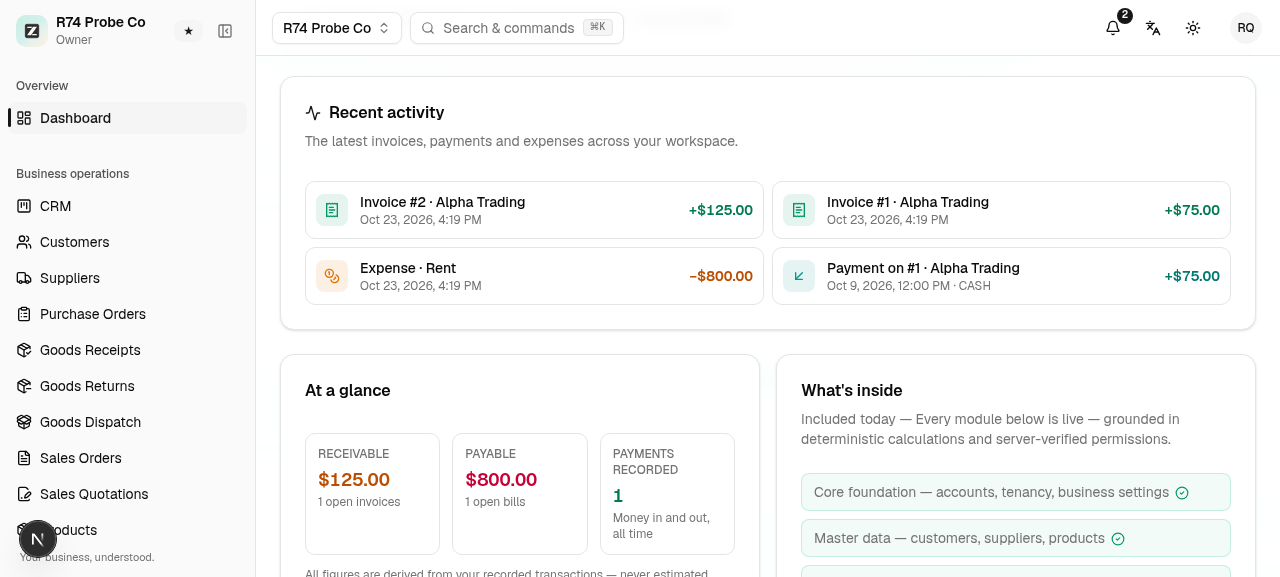 R74 Probe Co
Owner
★
R74 Probe Co
Search & commands
⌘K
2
RQ
Overview
Dashboard
Business operations
CRM
Customers
Suppliers
Purchase Orders
Goods Receipts
Goods Returns
Goods Dispatch
Sales Orders
Sales Quotations
oducts
N
Your business, understood.
Recent activity
The latest invoices, payments and expenses across your workspace.
Invoice #2 · Alpha Trading
Oct 23, 2026, 4:19 PM
+$125.00
Invoice #1 · Alpha Trading
Oct 23, 2026, 4:19 PM
+$75.00
Expense · Rent
Oct 23, 2026, 4:19 PM
−$800.00
Payment on #1 · Alpha Trading
Oct 9, 2026, 12:00 PM · CASH
+$75.00
At a glance
RECEIVABLE
$125.00
1 open invoices
PAYABLE
$800.00
1 open bills
PAYMENTS
RECORDED
1
Money in and out,
all time
All figures are derived from your recorded transactions — never estimated.
What's inside
Included today — Every module below is live — grounded in
deterministic calculations and server-verified permissions.
Core foundation — accounts, tenancy, business settings
Master data — customers, suppliers, products